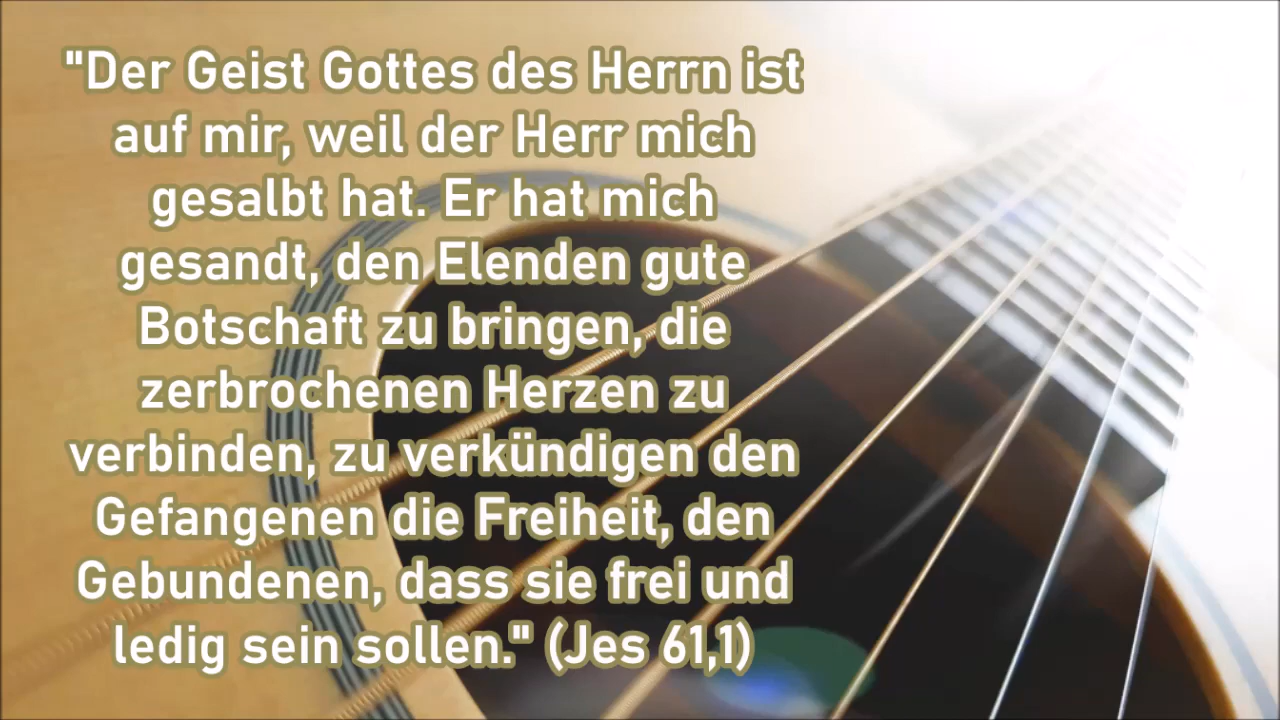 "Der Geist Gottes des Herrn ist
auf mir, weil der Herr mich
gesalbt hat. Er hat mich
gesandt, den Elenden gute
Botschaft zu bringen, die
zerbrochenen Herzen zu
verbinden, zu verkündigen den
Gefangenen die Freiheit, den
Gebundenen, dass sie frei und
ledig sein sollen." (Jes 61,1)